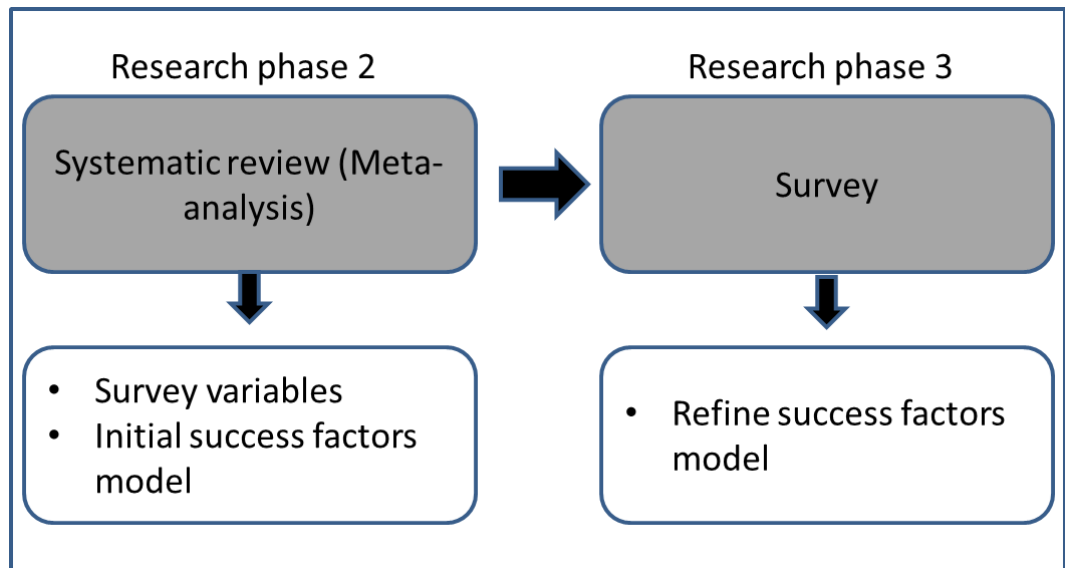 Research phase 2
Systematic review (Meta-
analysis)
• Survey variables
• Initial success factors
model
Research phase 3
Survey
• Refine success factors
model